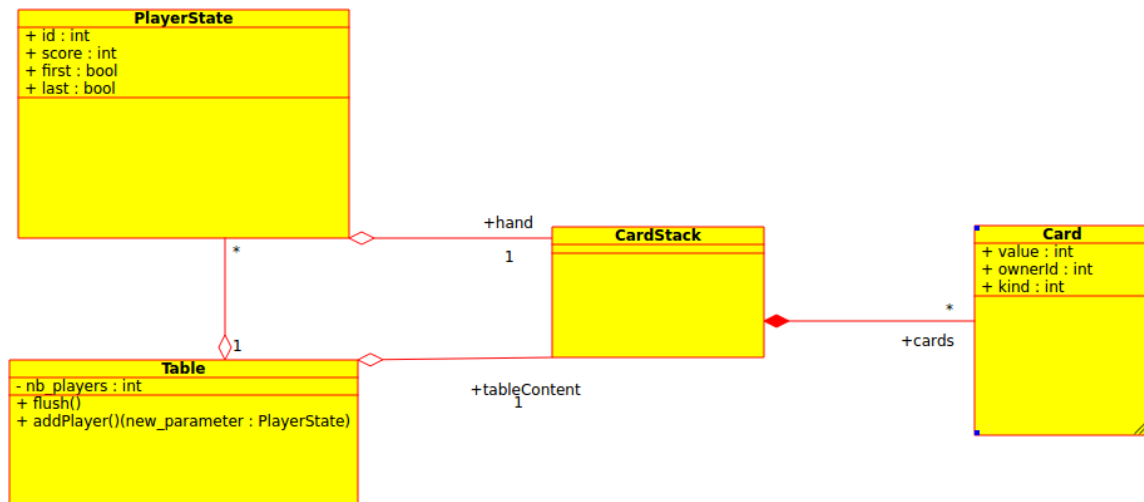 PlayerState
+ id : int
+ score : int
+ first : bool
+ last : bool
+hand
1
CardStack
Card
+ value : int
+ ownerId : int
+ kind : int
*
*
+cards
1
Table
- nb_players : int
+ flush()
+ addPlayer()(new_parameter : PlayerState)
+tableContent
1